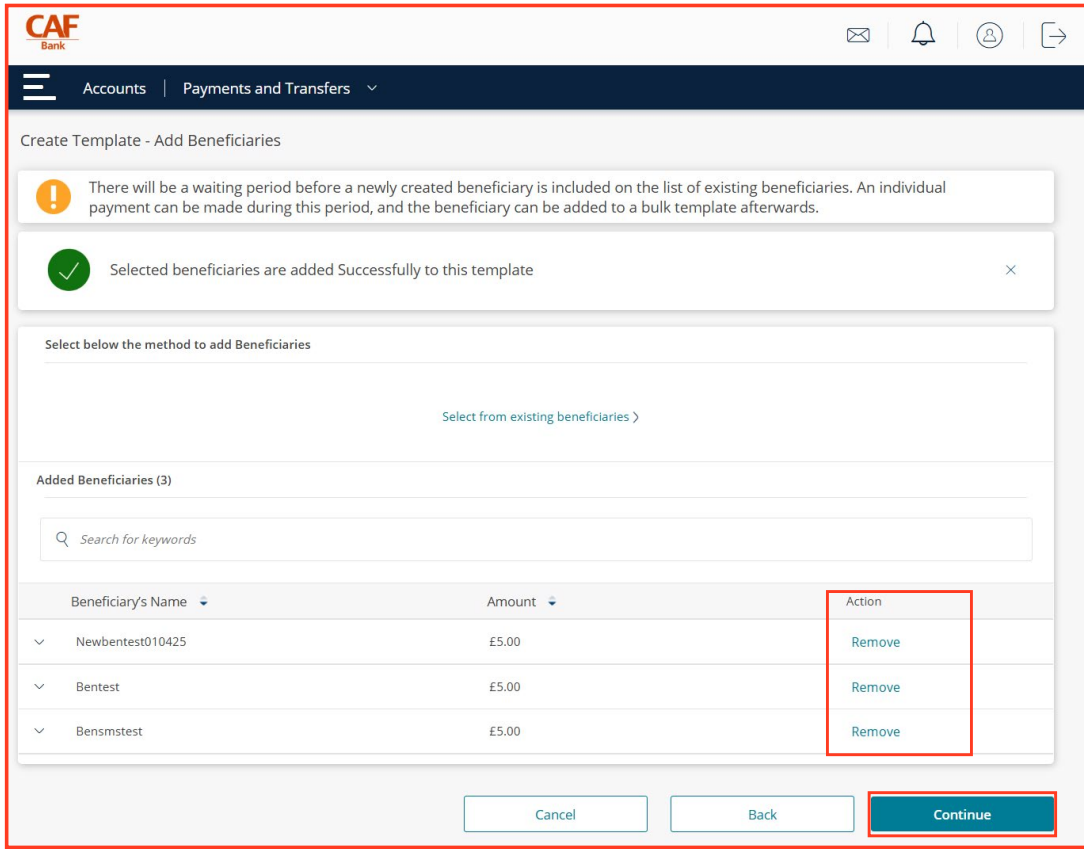 CAF
Bank
Accounts Payments and Transfers
Create Template - Add Beneficiaries
There will be a waiting period before a newly created beneficiary is included on the list of existing beneficiaries. An individual
payment can be made during this period, and the beneficiary can be added to a bulk template afterwards.
Selected beneficiaries are added Successfully to this template
Select below the method to add Beneficiaries
Select from existing beneficiaries
Added Beneficiaries (3)
Search for keywords
Beneficiary's Name Amount Action
Newbentest010425 £5.00 Remove
Bentest £5.00 Remove
Bensmstest £5.00 Remove
Cancel Back Continue